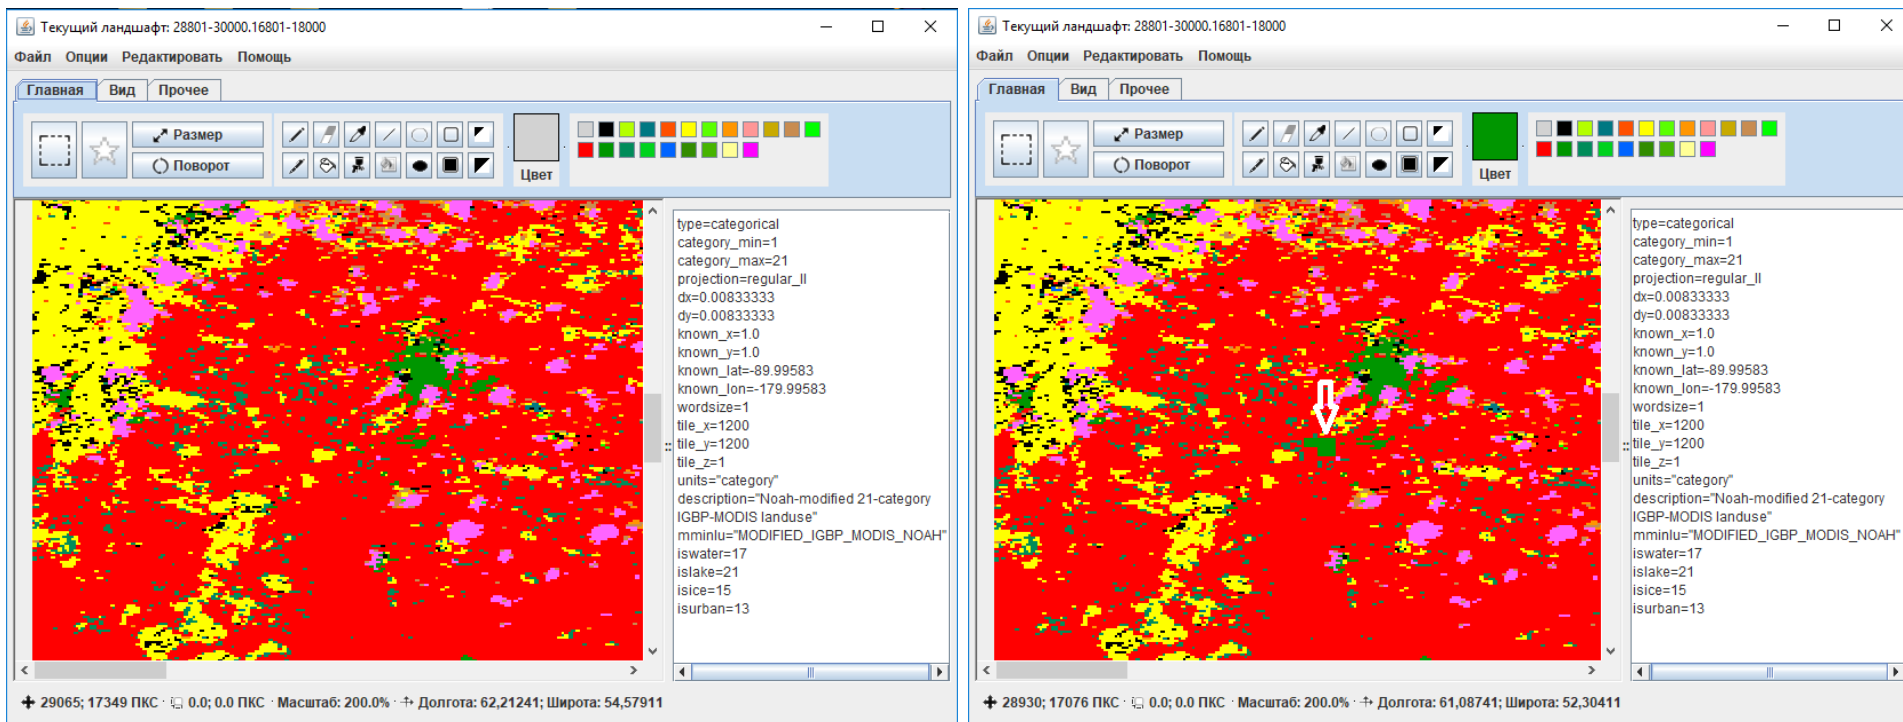 Текущий ландшафт: 28801-30000.16801-18000
Файл Опции Редактировать Помощь
Главная Вид Прочее
Размер
Поворот
Цвет
type=categorical
category_min=1
category_max=21
projection=regular_ll
dx=0.00833333
dy=0.00833333
known_x=1.0
known_y=1.0
known_lat=-89.99583
known_lon=-179.99583
wordsize=1
tile_x=1200
tile_y=1200
tile_z=1
units="category"
description="Noah-modified 21-category
IGBP-MODIS landuse"
mminlu="MODIFIED_IGBP_MODIS_NOAH"
iswater=17
islake=21
isice=15
isurban=13
29065; 17349 ПКС · 0.0; 0.0 ПКС · Масштаб: 200.0% · Долгота: 62,21241; Широта: 54,57911
Текущий ландшафт: 28801-30000.16801-18000
Файл Опции Редактировать Помощь
Главная Вид Прочее
Размер
Поворот
Цвет
type=categorical
category_min=1
category_max=21
projection=regular_ll
dx=0.00833333
dy=0.00833333
known_x=1.0
known_y=1.0
known_lat=-89.99583
known_lon=-179.99583
wordsize=1
tile_x=1200
tile_y=1200
tile_z=1
units="category"
description="Noah-modified 21-category
IGBP-MODIS landuse"
mminlu="MODIFIED_IGBP_MODIS_NOAH"
iswater=17
islake=21
isice=15
isurban=13
28930; 17076 ПКС · 0.0; 0.0 ПКС · Масштаб: 200.0% · Долгота: 61,08741; Широта: 52,30411